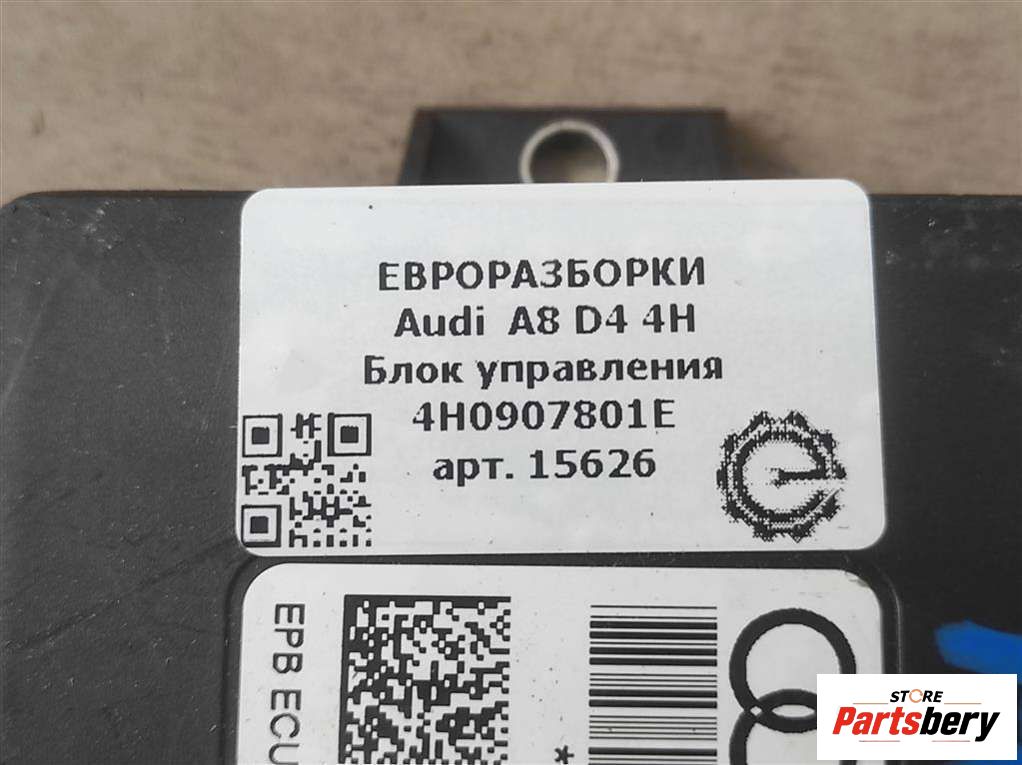 ЕВРОРАЗБОРКИ
Audi A8 D4 4H
Блок управления
4H0907801E
арт. 15626
EPB ECU
*
STORE
Partsbery